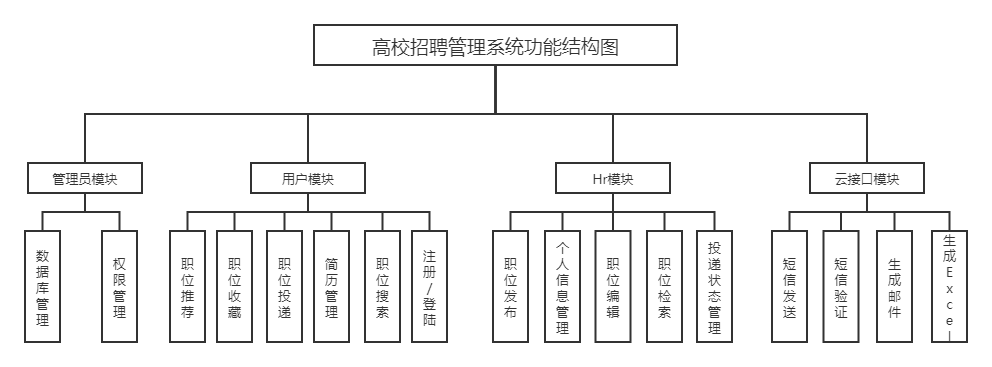 高校招聘管理系统功能结构图
管理员模块
用户模块
Hr模块
云接口模块
数据库管理
权限管理
职位推荐
职位收藏
职位投递
简历管理
职位搜索
注册/登陆
职位发布
个人信息管理
职位编辑
职位检索
投递状态管理
短信发送
短信验证
生成邮件
生成Excel